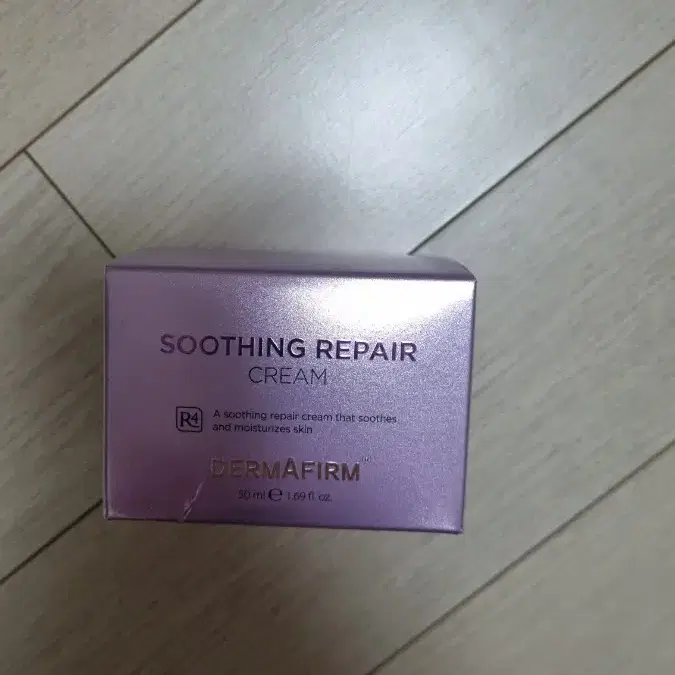 SOOTHING REPAIR
CREAM
R4 A soothing repair cream that soothes
and moisturizes skin
DERMAFIRM
50 ml ℮ 1.69 fl. oz.